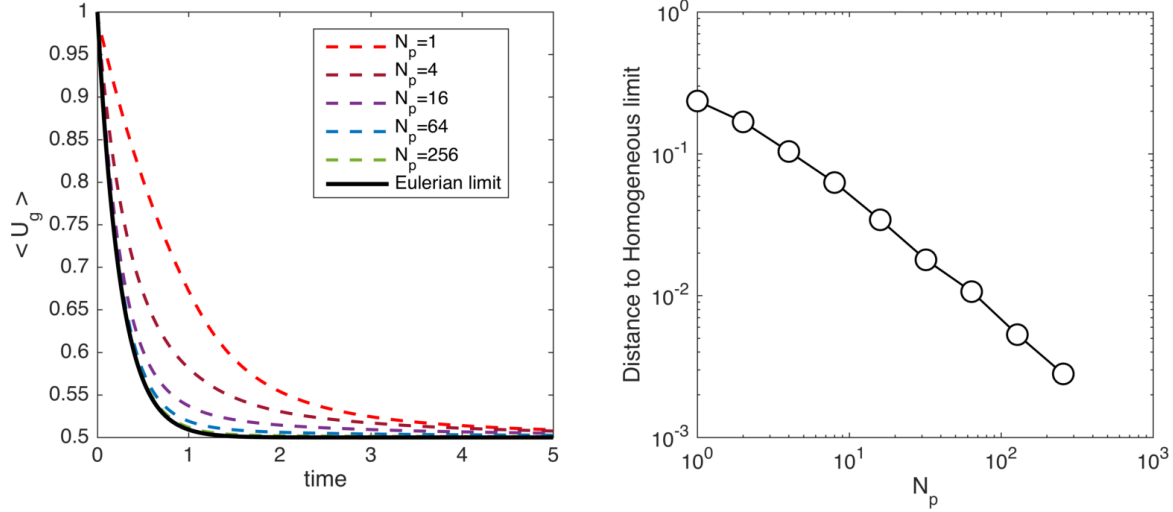 1
0.95
0.9
0.85
0.8
0.75
0.7
0.65
0.6
0.55
0.5
< U_g >
0
1
2
3
4
5
time
N_p=1
N_p=4
N_p=16
N_p=64
N_p=256
Eulerian limit
10^0
10^-1
10^-2
10^-3
Distance to Homogeneous limit
10^0
10^1
10^2
10^3
N_p